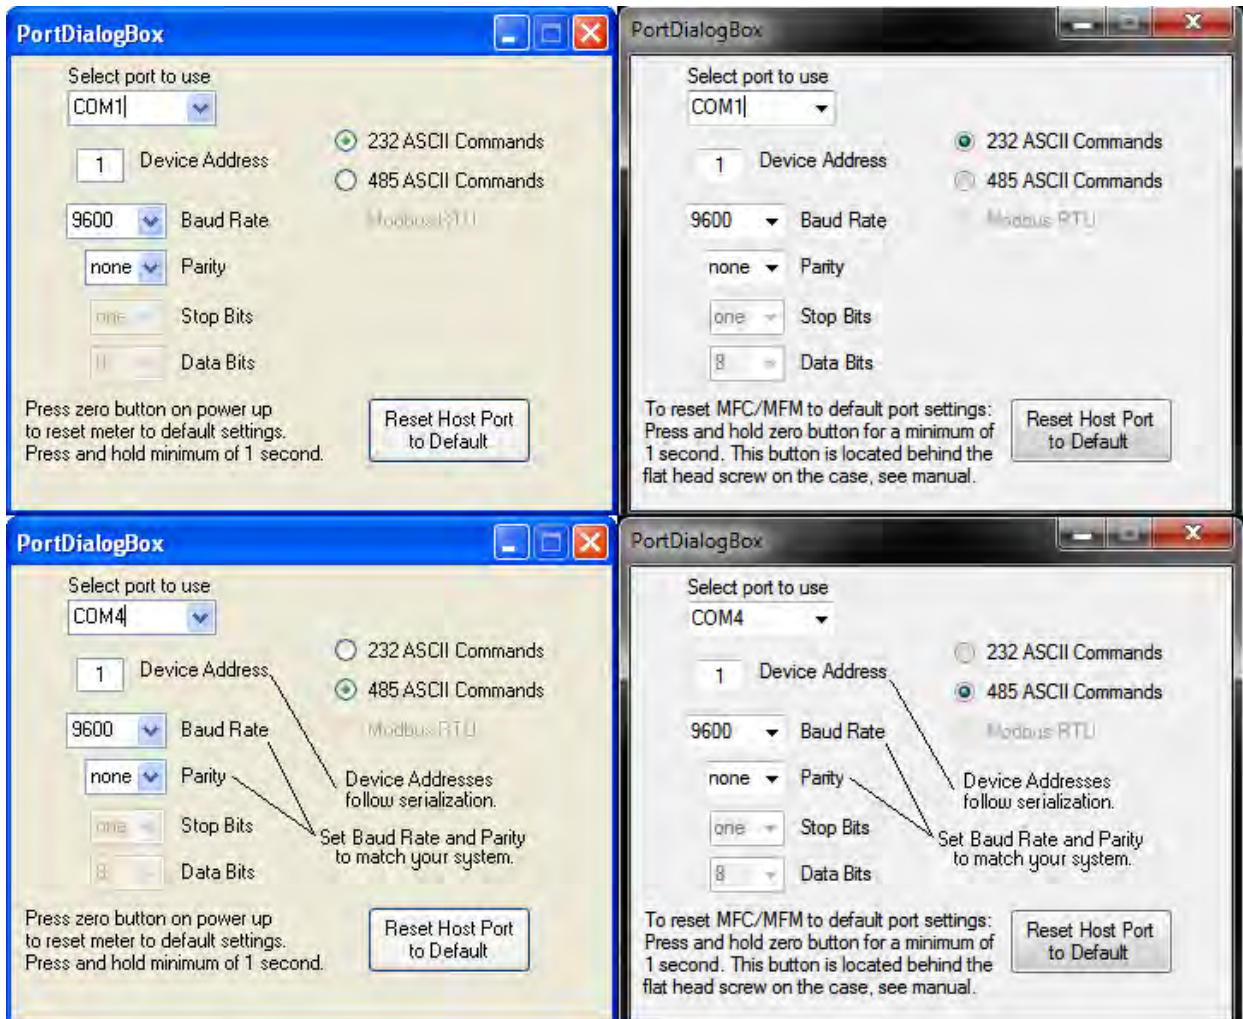 PortDialogBox
Select port to use
COM1
1 Device Address
232 ASCII Commands
485 ASCII Commands
9600 Baud Rate
Modbus RTU
none Parity
one Stop Bits
Data Bits
Press zero button on power up
to reset meter to default settings.
Press and hold minimum of 1 second.
Reset Host Port
to Default
PortDialogBox
Select port to use
COM1
1 Device Address
232 ASCII Commands
485 ASCII Commands
9600 Baud Rate
Modbus RTU
none Parity
one Stop Bits
8 Data Bits
To reset MFC/MFM to default port settings:
Press and hold zero button for a minimum of
1 second. This button is located behind the
flat head screw on the case, see manual.
Reset Host Port
to Default
PortDialogBox
Select port to use
COM4
1 Device Address
232 ASCII Commands
485 ASCII Commands
9600 Baud Rate
Modbus RTU
none Parity
Device Addresses
follow serialization.
one Stop Bits
Set Baud Rate and Parity
to match your system.
8 Data Bits
Press zero button on power up
to reset meter to default settings.
Press and hold minimum of 1 second.
Reset Host Port
to Default
PortDialogBox
Select port to use
COM4
1 Device Address
232 ASCII Commands
485 ASCII Commands
9600 Baud Rate
Modbus RTU
none Parity
Device Addresses
follow serialization.
one Stop Bits
Set Baud Rate and Parity
to match your system.
8 Data Bits
To reset MFC/MFM to default port settings:
Press and hold zero button for a minimum of
1 second. This button is located behind the
flat head screw on the case, see manual.
Reset Host Port
to Default